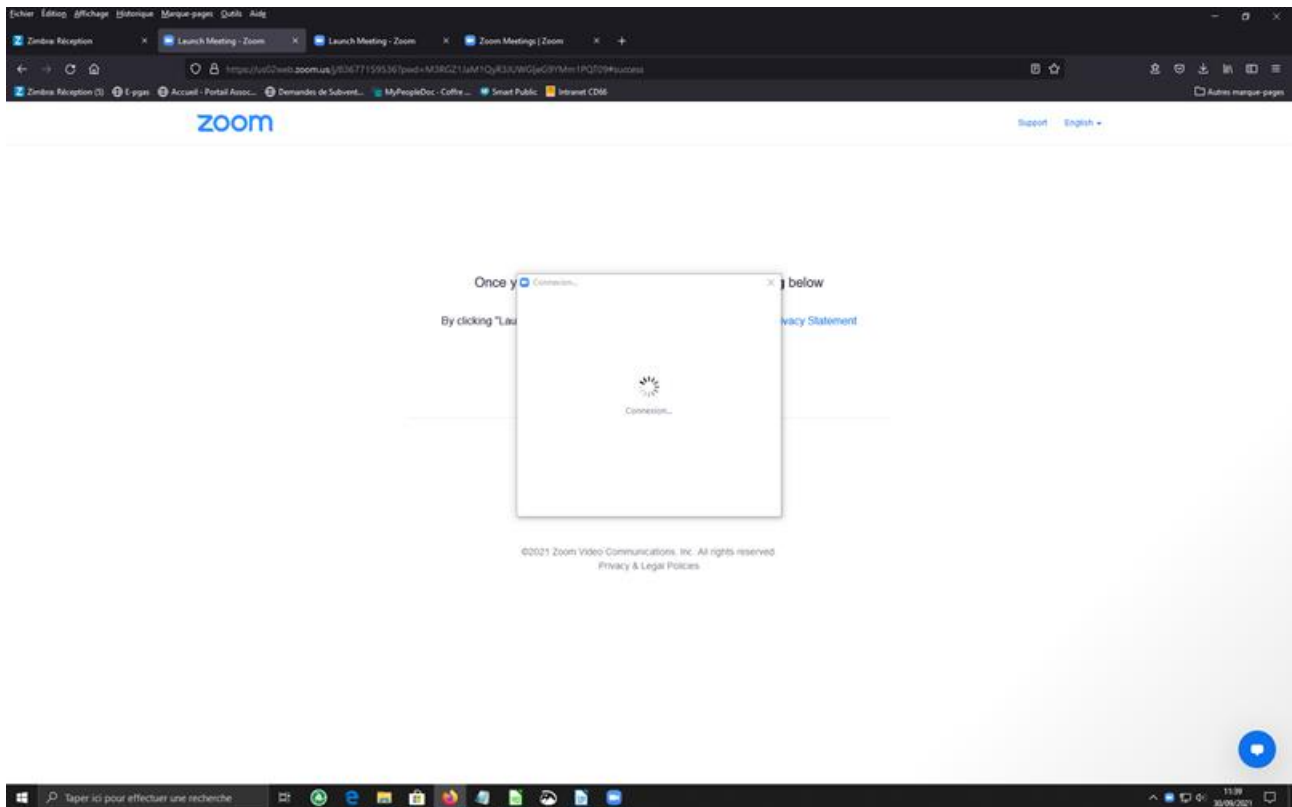 Fichier Édition Affichage Historique Marque-pages Outils Aide
Zimbra: Réception
Launch Meeting - Zoom
Launch Meeting - Zoom
Zoom Meetings | Zoom
Zimbra: Réception (5)
E-pgas
Accueil - Portail Assoc...
Demandes de Subvent...
MyPeopleDoc - Coffre ...
Smart Public
Intranet CD66
Autres marque-pages
zoom
Support
English
Once y
below
Connexion...
By clicking "Lau
ivacy Statement
Connexion...
©2021 Zoom Video Communications, Inc. All rights reserved
Privacy & Legal Policies
Taper ici pour effectuer une recherche
11:39
30/09/2021